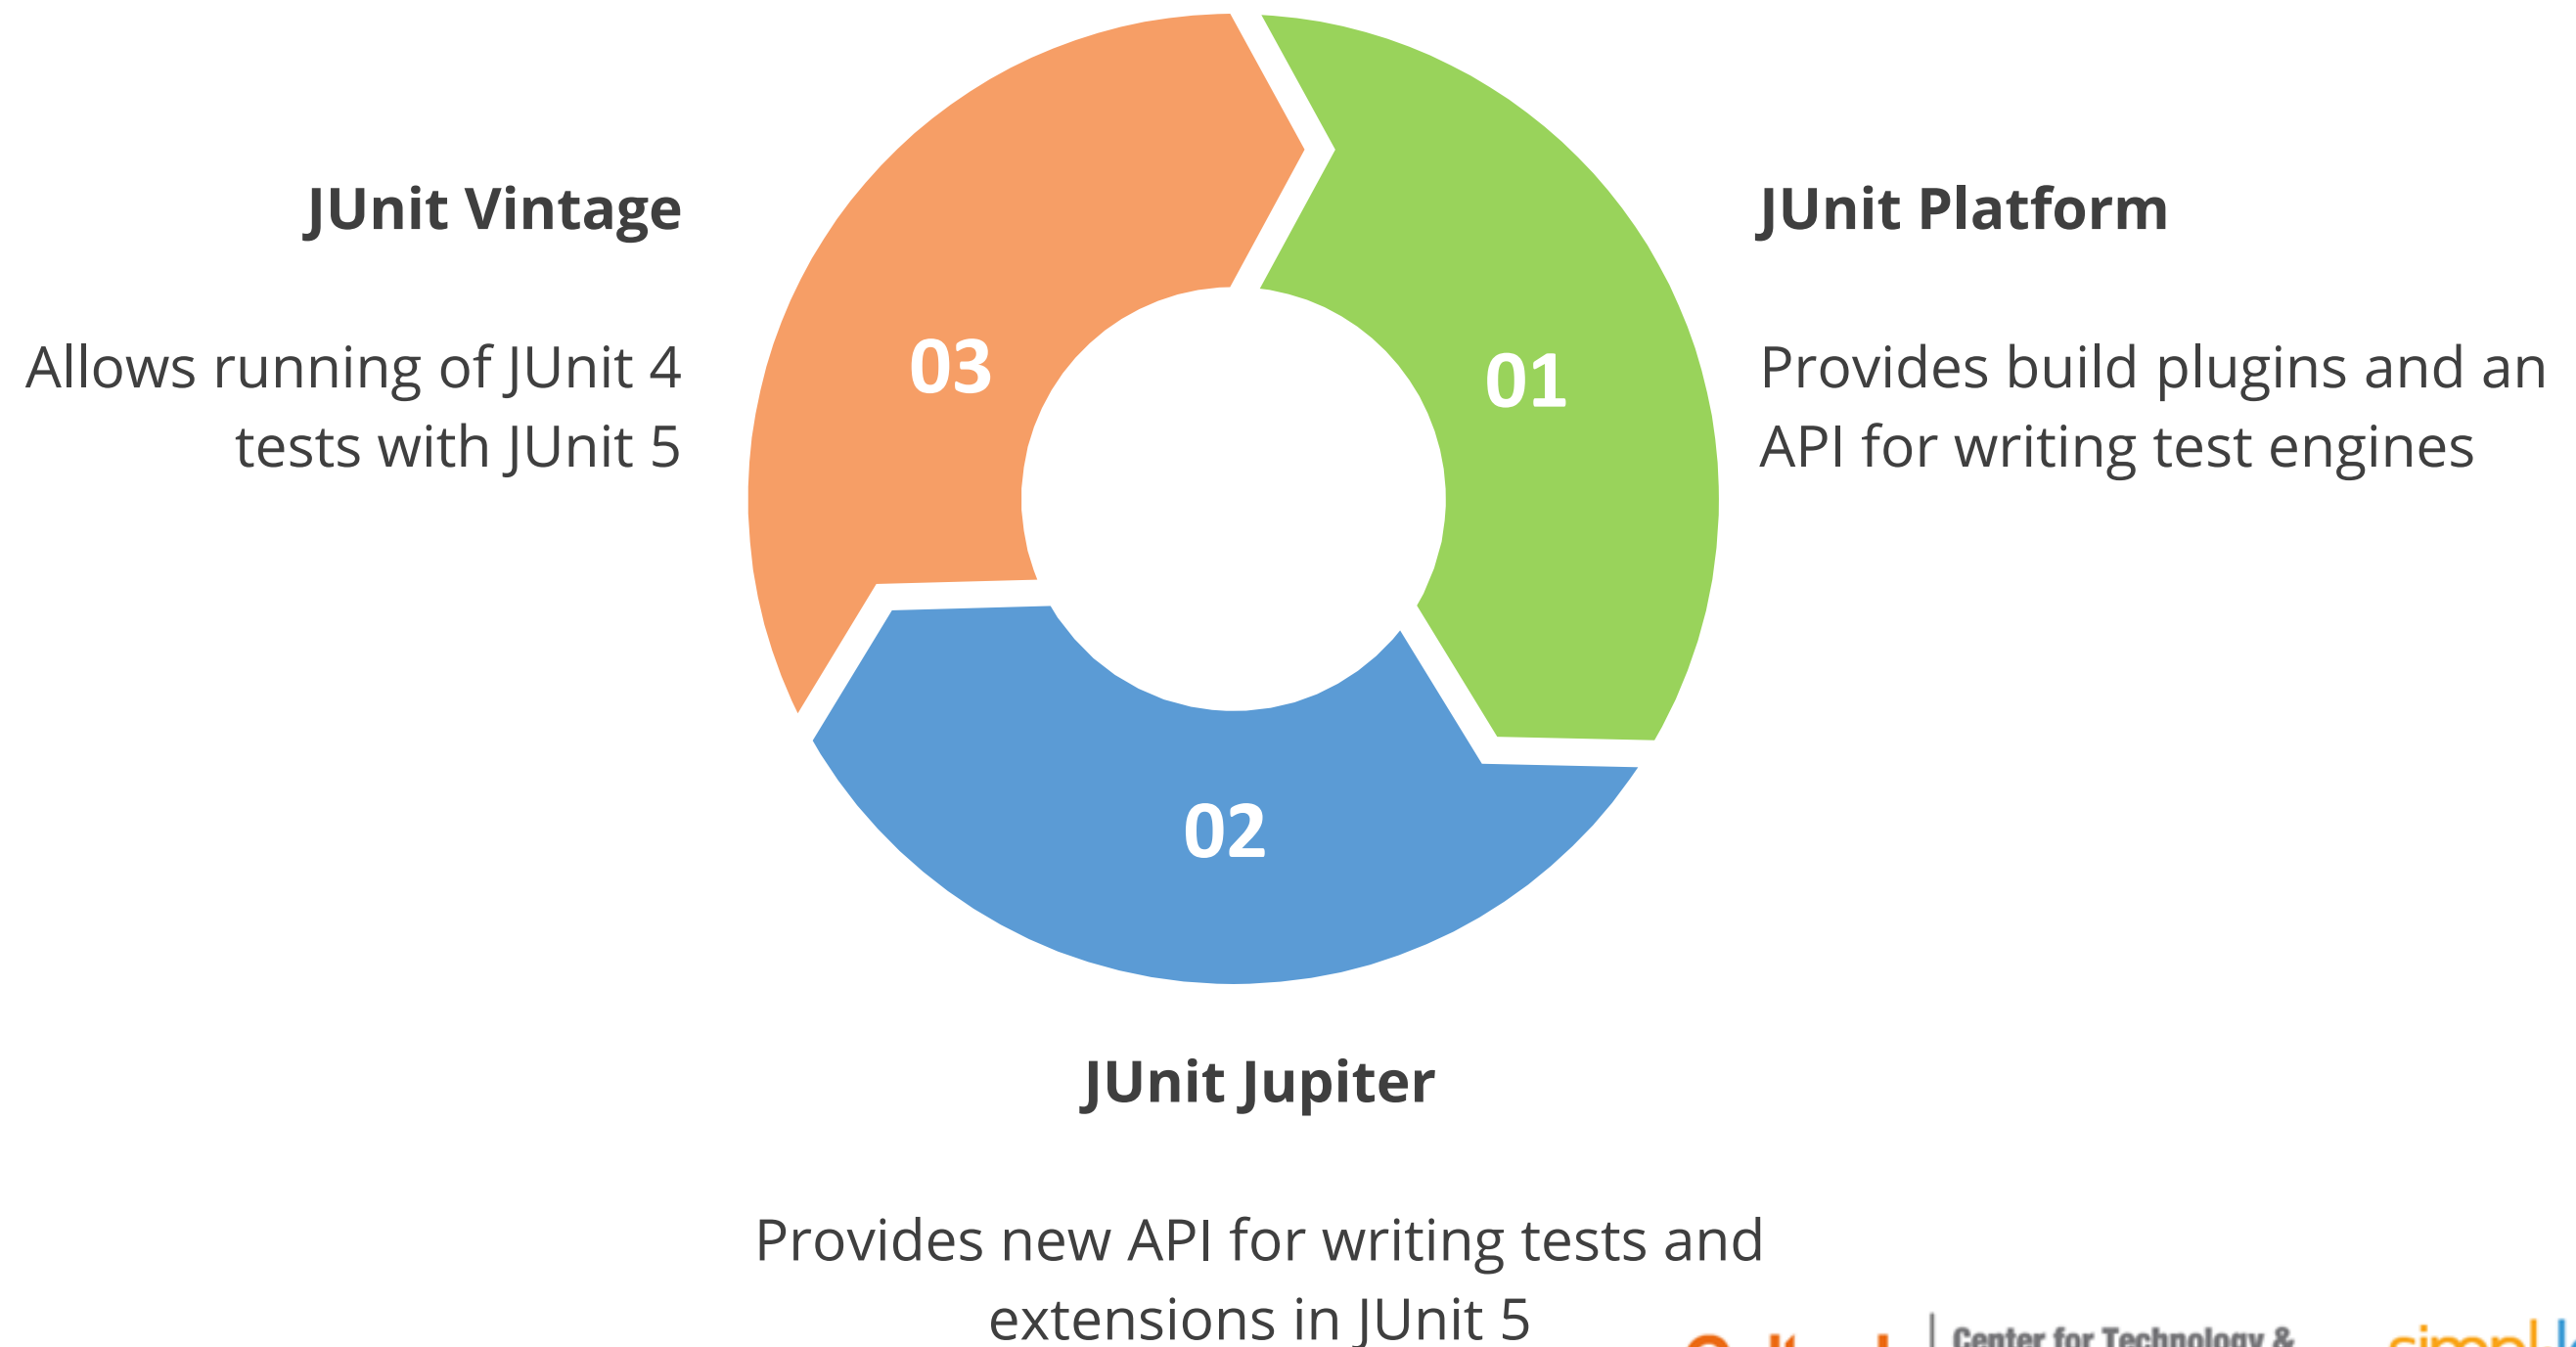 JUnit Vintage
Allows running of JUnit 4
tests with JUnit 5
03
01
JUnit Platform
Provides build plugins and an
API for writing test engines
02
JUnit Jupiter
Provides new API for writing tests and
extensions in JUnit 5
Center for Technology &